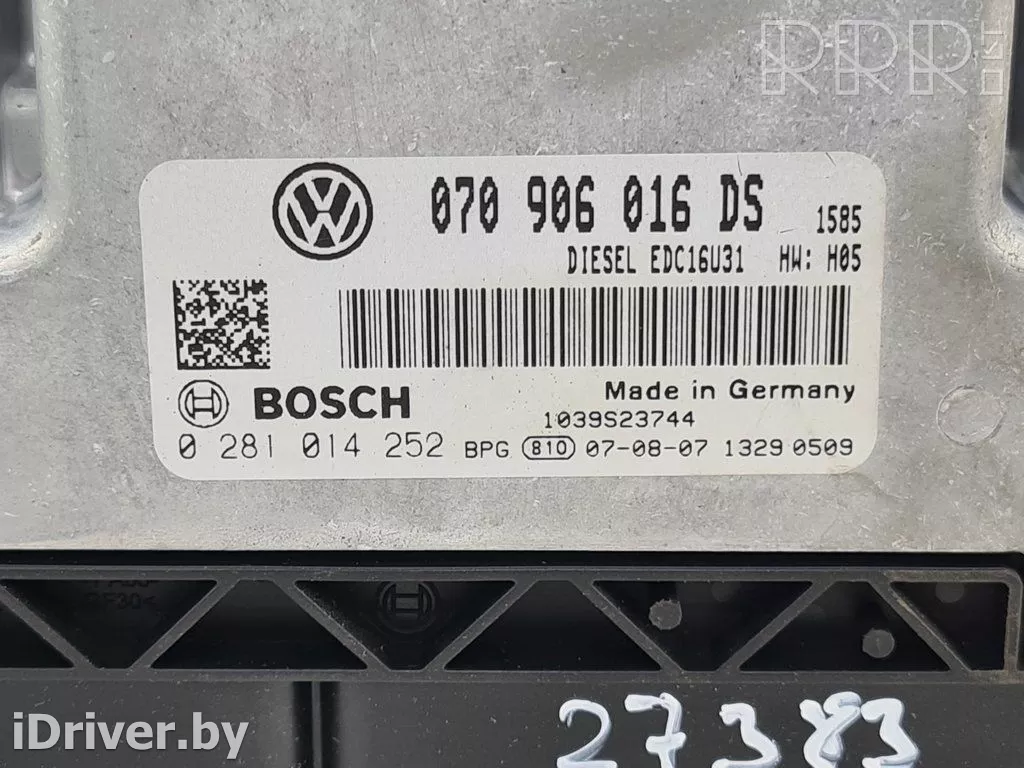 RRR.LT
070 906 016 DS 1585
DIESEL EDC16U31 HW: H05
BOSCH
Made in Germany
1039S23744
0 281 014 252 BPG 810 07-08-07 1329 0509
27383
iDriver.by